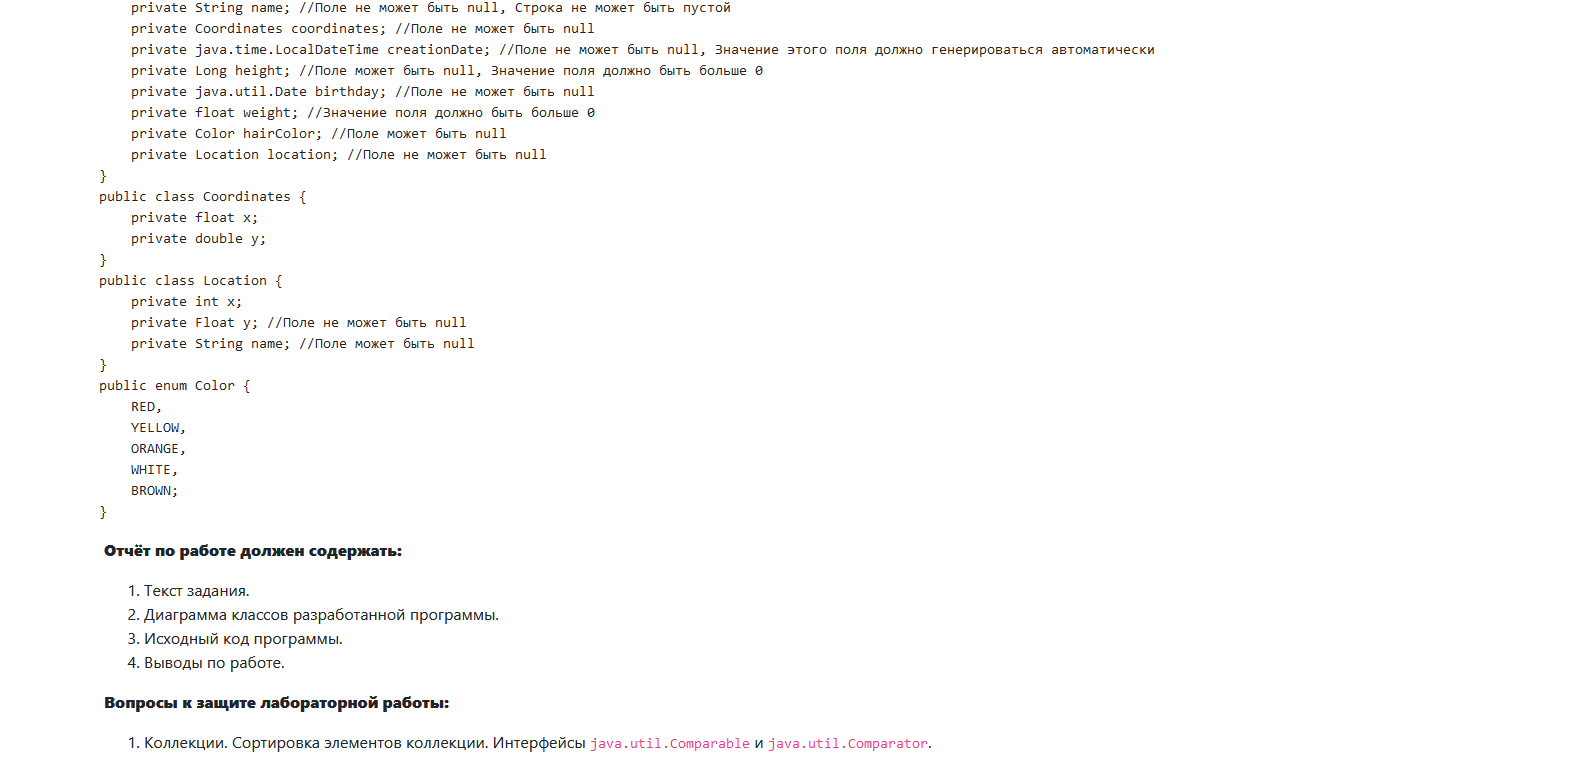 private String name; //Поле не может быть null, Строка не может быть пустой
private Coordinates coordinates; //Поле не может быть null
private java.time.LocalDateTime creationDate; //Поле не может быть null, Значение этого поля должно генерироваться автоматически
private Long height; //Поле может быть null, Значение поля должно быть больше 0
private java.util.Date birthday; //Поле не может быть null
private float weight; //Значение поля должно быть больше 0
private Color hairColor; //Поле может быть null
private Location location; //Поле не может быть null
}
public class Coordinates {
private float x;
private double y;
}
public class Location {
private int x;
private Float y; //Поле не может быть null
private String name; //Поле может быть null
}
public enum Color {
RED,
YELLOW,
ORANGE,
WHITE,
BROWN;
}
Отчёт по работе должен содержать:
1. Текст задания.
2. Диаграмма классов разработанной программы.
3. Исходный код программы.
4. Выводы по работе.
Вопросы к защите лабораторной работы:
1. Коллекции. Сортировка элементов коллекции. Интерфейсы java.util.Comparable и java.util.Comparator.